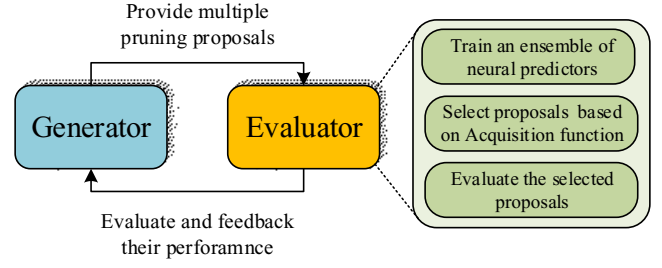 Provide multiple
pruning proposals
Generator
Evaluator
Evaluate and feedback
their perforamnce
Train an ensemble of
neural predictors
Select proposals based
on Acquisition function
Evaluate the selected
proposals